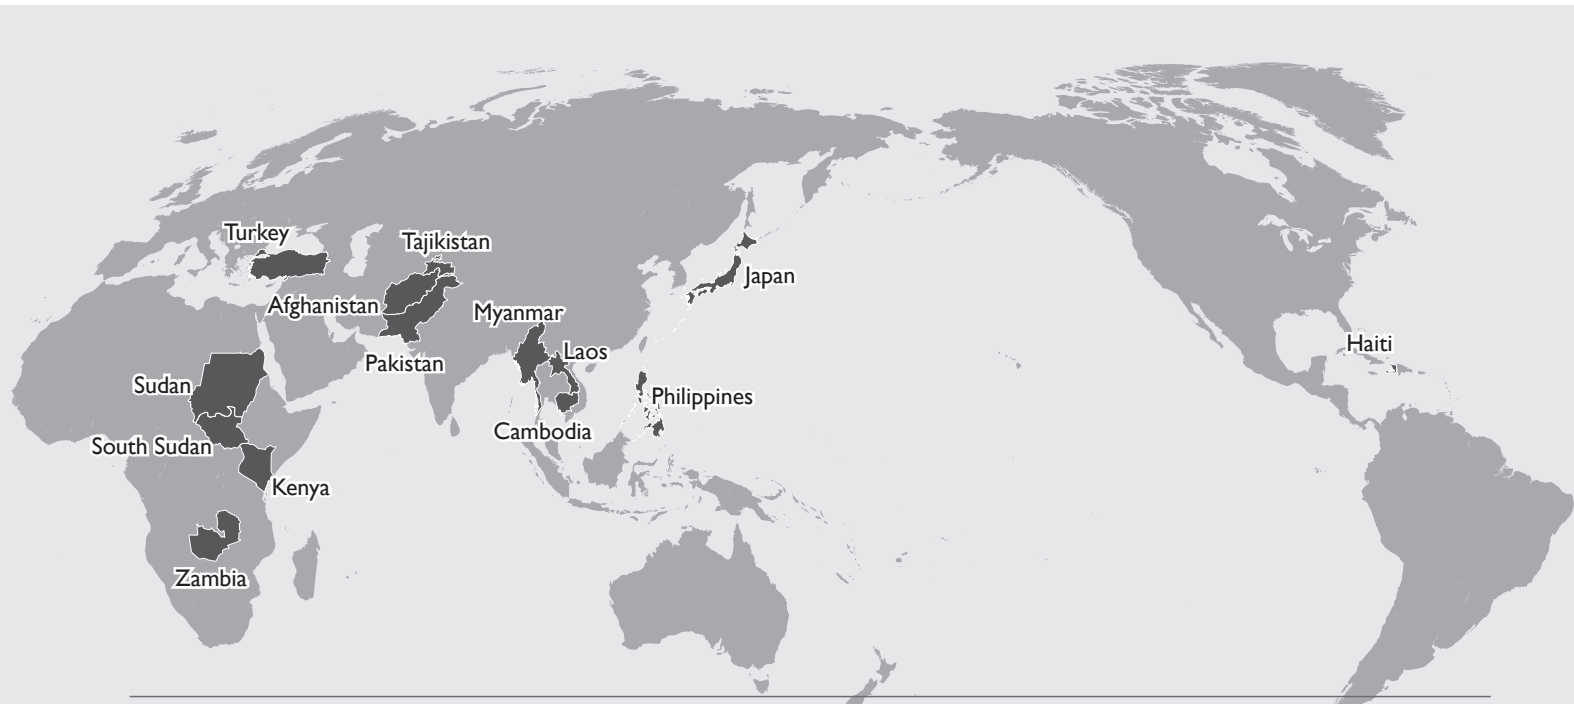 Turkey
Tajikistan
Japan
Afghanistan
Myanmar
Haiti
Laos
Pakistan
Sudan
Philippines
Cambodia
South Sudan
Kenya
Zambia